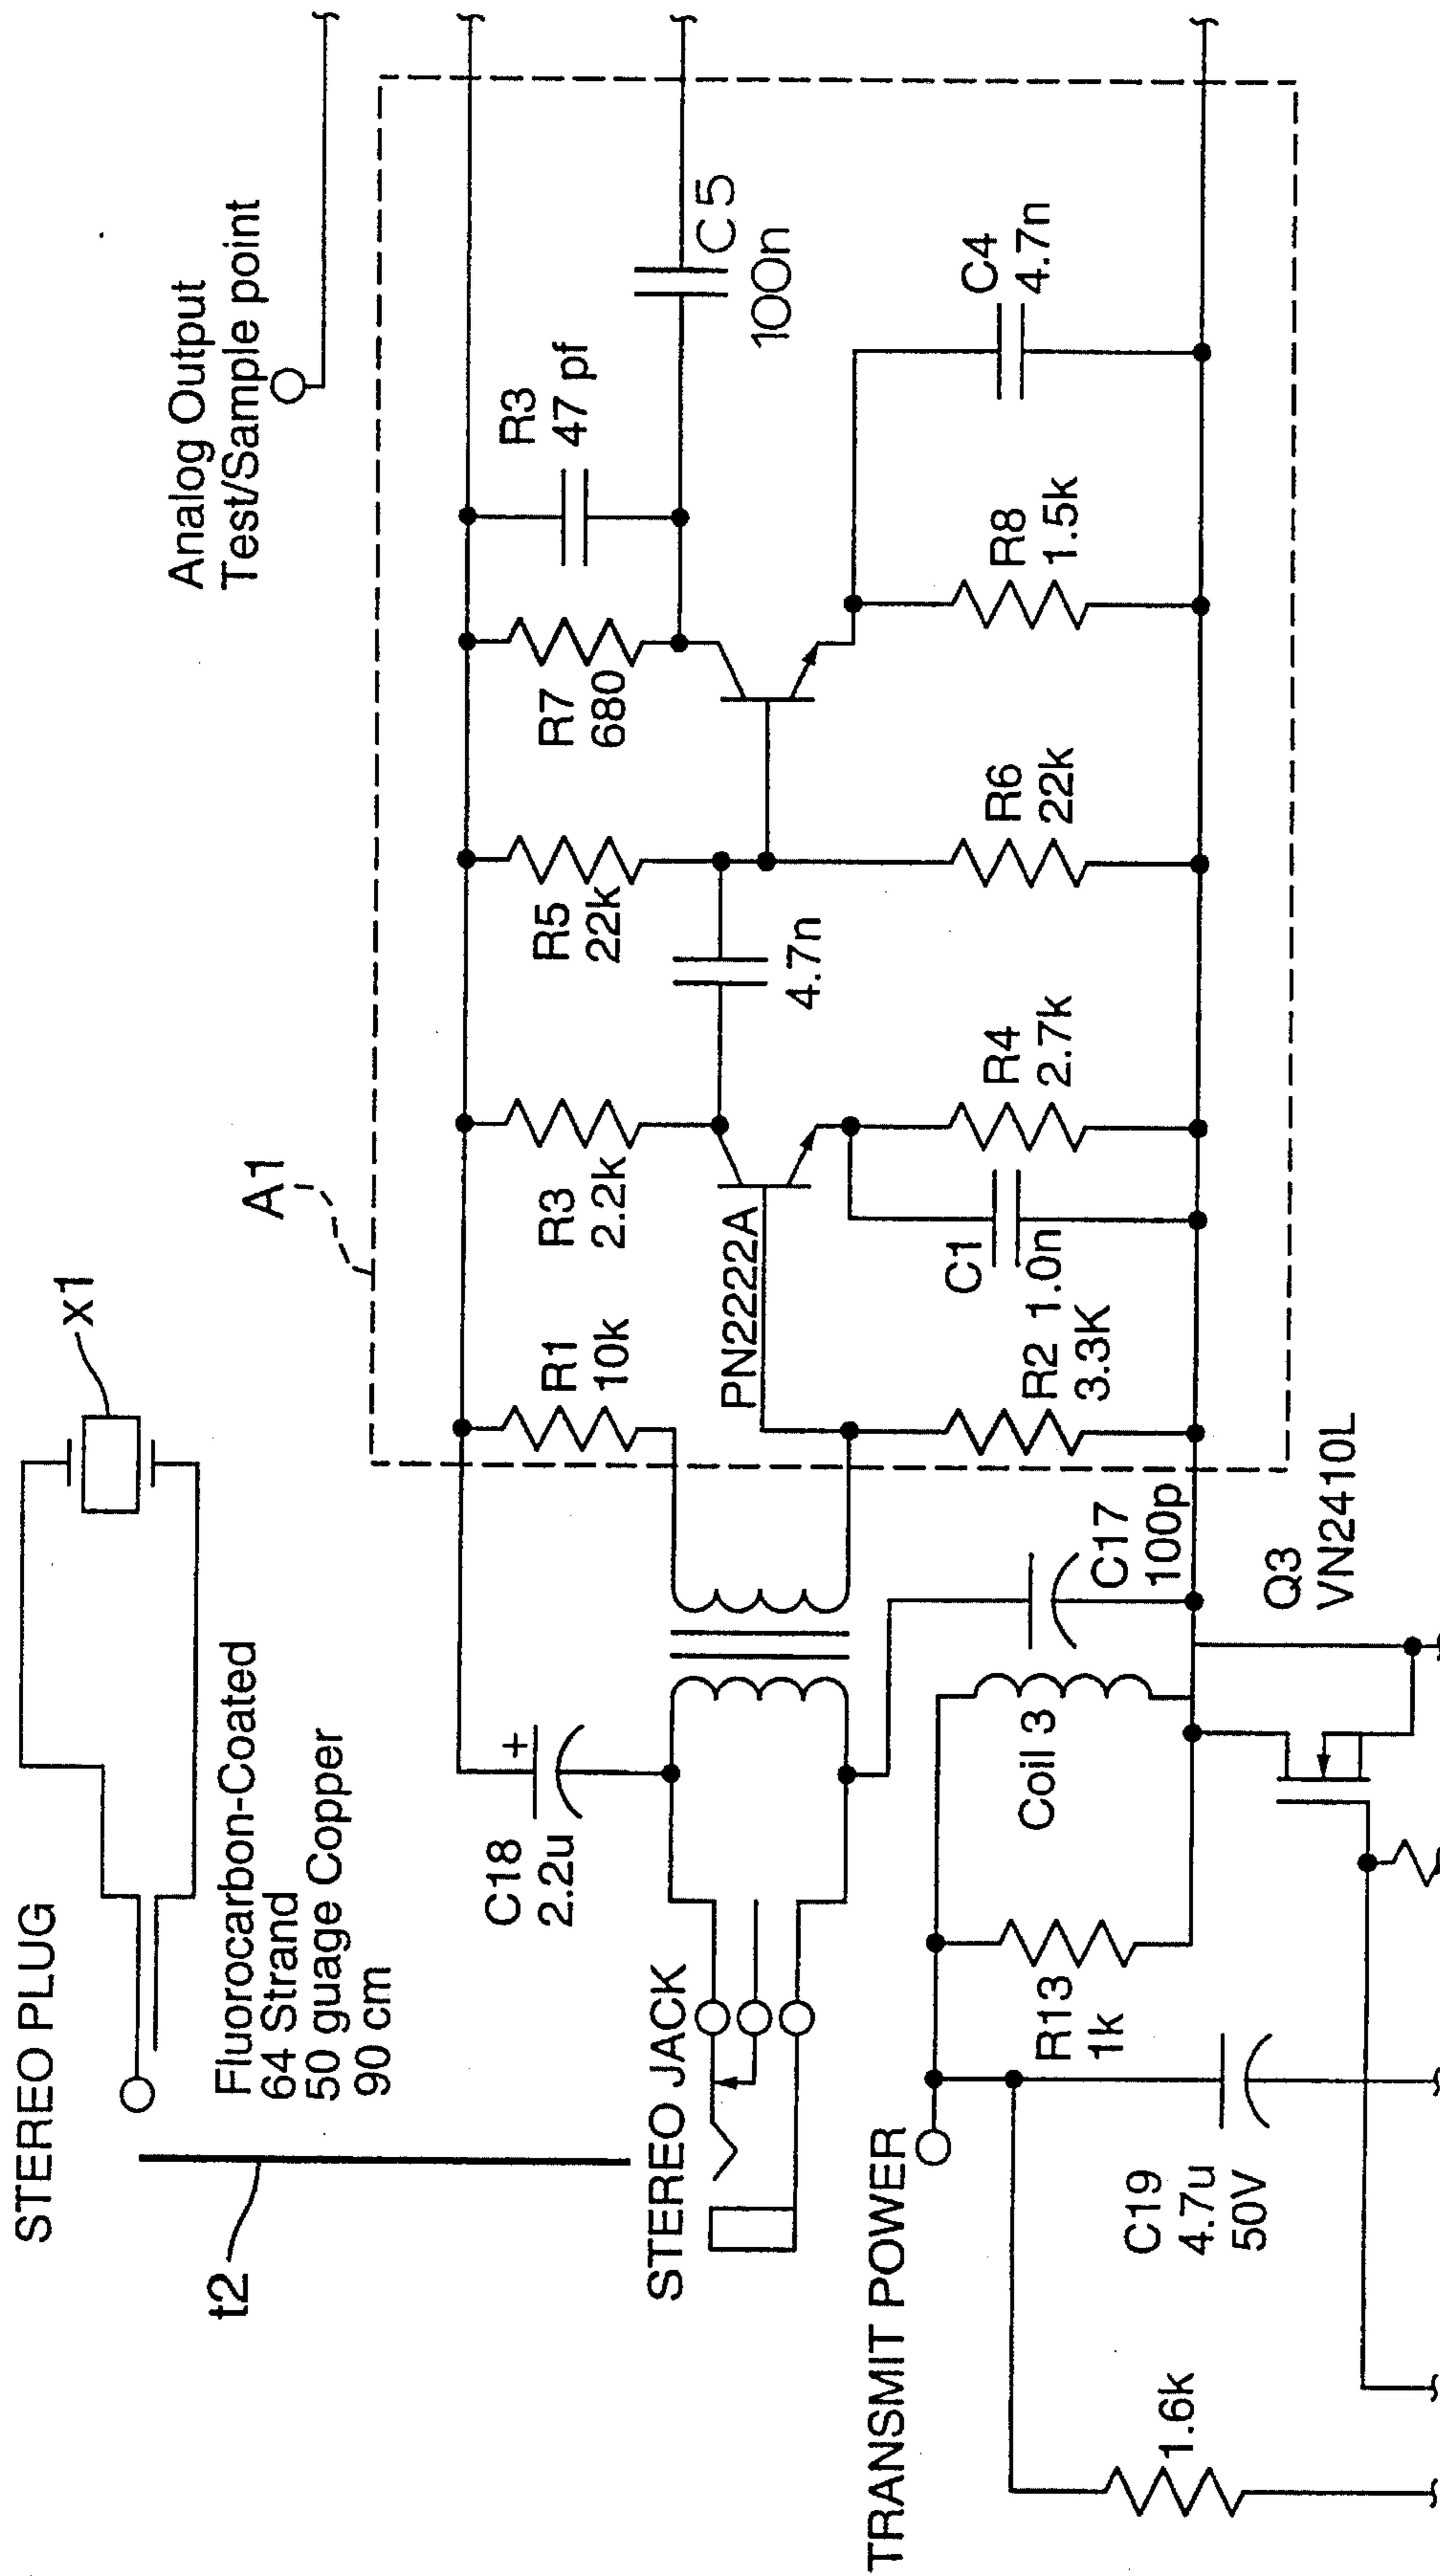 STEREO PLUG
x1
Fluorocarbon-Coated
64 Strand
50 guage Copper
90 cm
t2
Analog Output
Test/Sample point
A1
STEREO JACK
C18
2.2u
+
R1
10k
R3
2.2k
R5
22k
R7
680
R3
47 pf
C5
100n
PN2222A
4.7n
R2
3.3K
C1
1.0n
R4
2.7k
R6
22k
R8
1.5k
C4
4.7n
TRANSMIT POWER
C17
100p
Coil 3
R13
1k
C19
4.7u
50V
1.6k
Q3
VN2410L